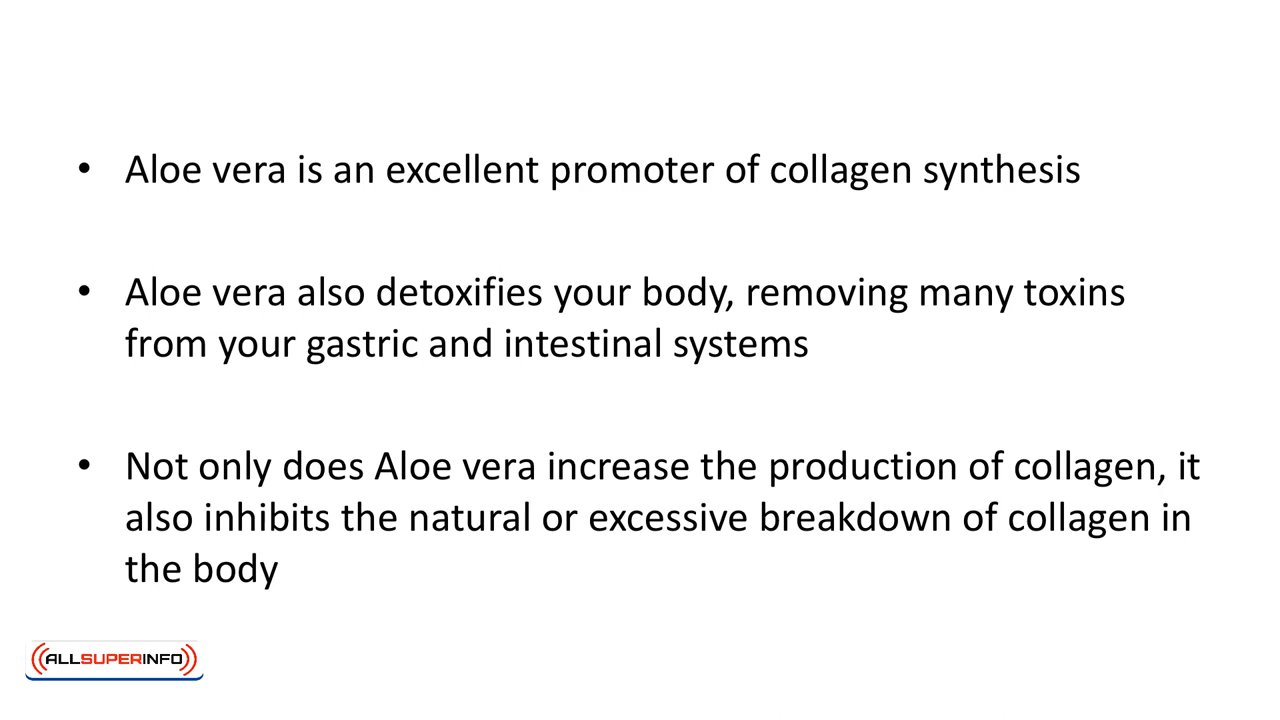 • Aloe vera is an excellent promoter of collagen synthesis
• Aloe vera also detoxifies your body, removing many toxins
from your gastric and intestinal systems
• Not only does Aloe vera increase the production of collagen, it
also inhibits the natural or excessive breakdown of collagen in
the body
ALLSUPERINFO